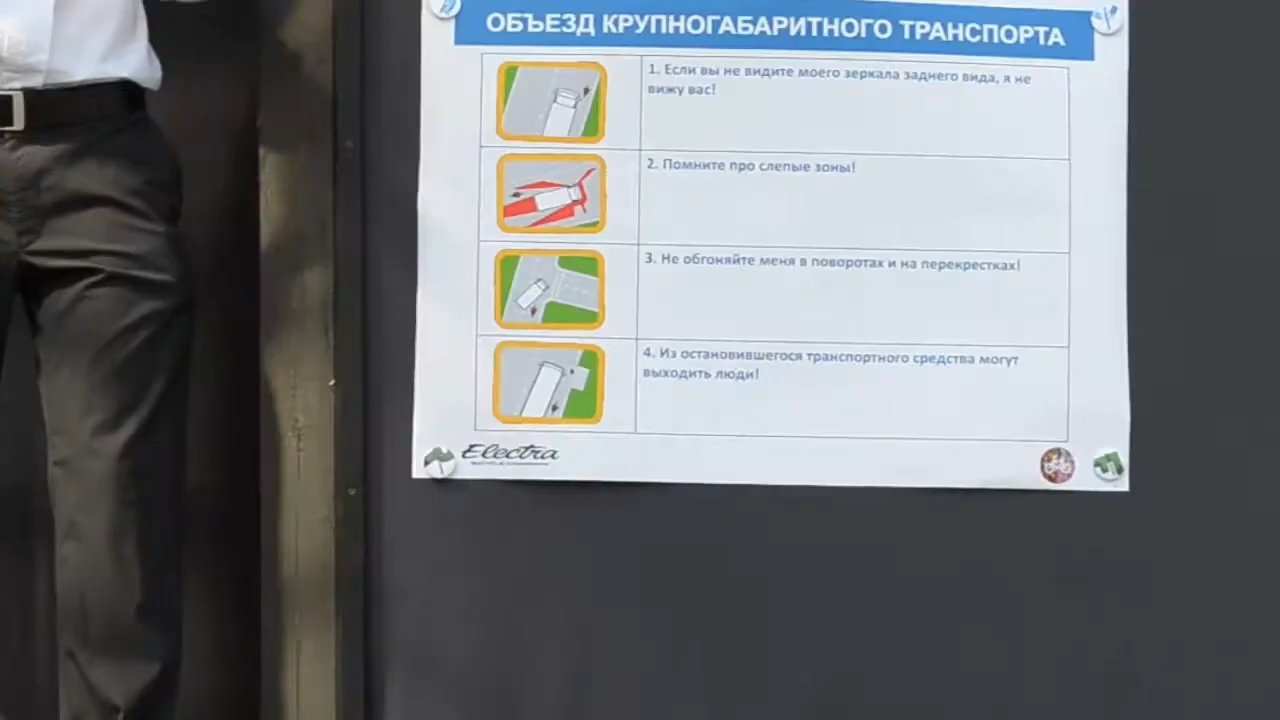 ОБЪЕЗД КРУПНОГАБАРИТНОГО ТРАНСПОРТА
1. Если вы не видите моего зеркала заднего вида, я не
вижу вас!
2. Помните про слепые зоны!
3. Не обгоняйте меня в поворотах и на перекрестках!
4. Из остановившегося транспортного средства могут
выходить люди!
Electra